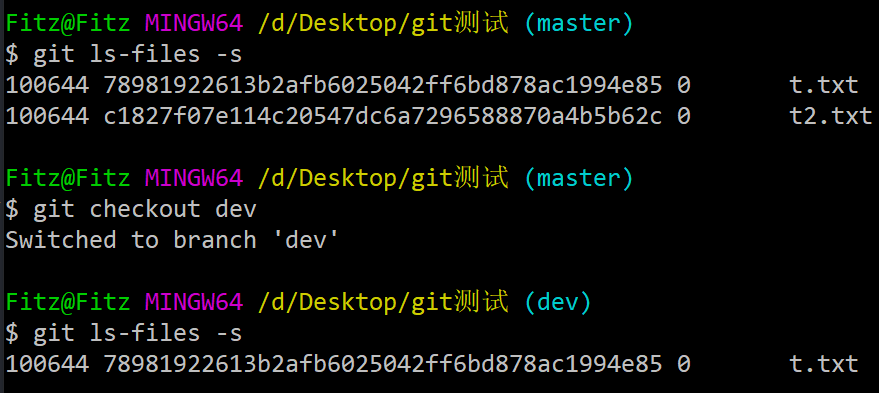 Fitz@Fitz MINGW64 /d/Desktop/git测试 (master)
$ git ls-files -s
100644 78981922613b2afb6025042ff6bd878ac1994e85 0       t.txt
100644 c1827f07e114c20547dc6a7296588870a4b5b62c 0       t2.txt
Fitz@Fitz MINGW64 /d/Desktop/git测试 (master)
$ git checkout dev
Switched to branch 'dev'
Fitz@Fitz MINGW64 /d/Desktop/git测试 (dev)
$ git ls-files -s
100644 78981922613b2afb6025042ff6bd878ac1994e85 0       t.txt